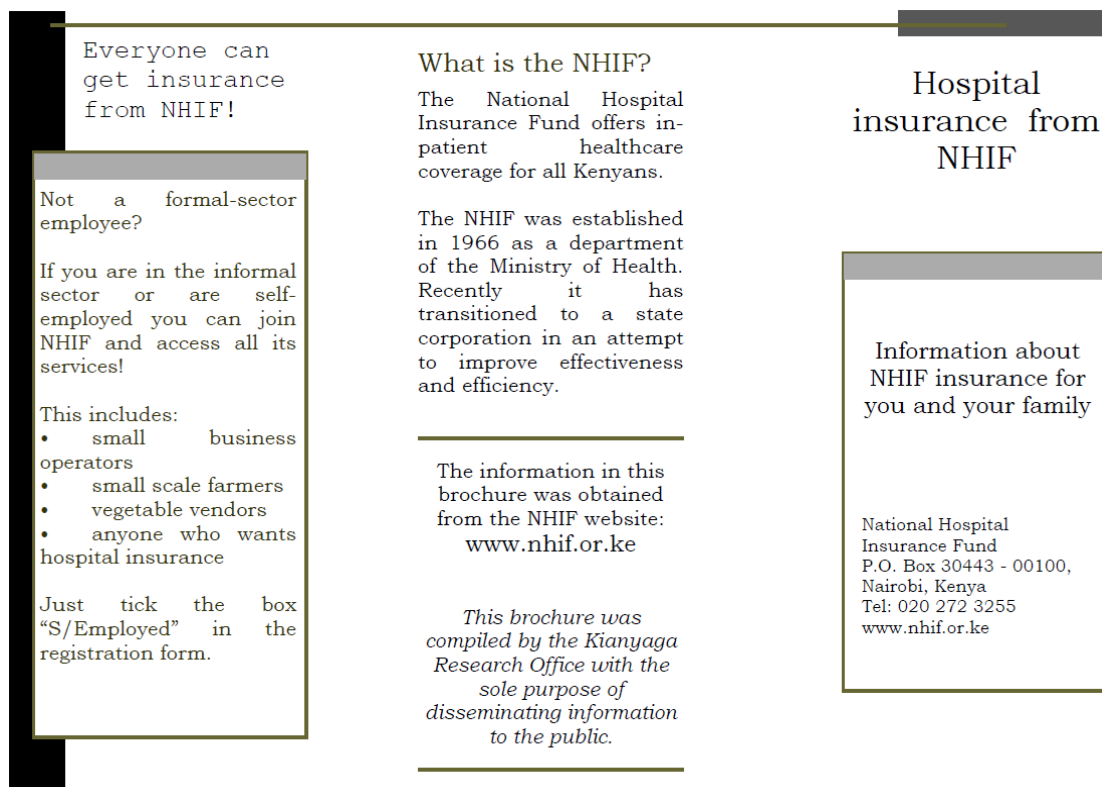 Everyone can
get insurance
from NHIF!
Not a formal-sector
employee?
If you are in the informal
sector or are self-
employed you can join
NHIF and access all its
services!
This includes:
• small business
operators
• small scale farmers
• vegetable vendors
• anyone who wants
hospital insurance
Just tick the box
“S/Employed” in the
registration form.
What is the NHIF?
The National Hospital
Insurance Fund offers in-
patient healthcare
coverage for all Kenyans.
The NHIF was established
in 1966 as a department
of the Ministry of Health.
Recently it has
transitioned to a state
corporation in an attempt
to improve effectiveness
and efficiency.
The information in this
brochure was obtained
from the NHIF website:
www.nhif.or.ke
This brochure was
compiled by the Kianyaga
Research Office with the
sole purpose of
disseminating information
to the public.
Hospital
insurance from
NHIF
Information about
NHIF insurance for
you and your family
National Hospital
Insurance Fund
P.O. Box 30443 - 00100,
Nairobi, Kenya
Tel: 020 272 3255
www.nhif.or.ke